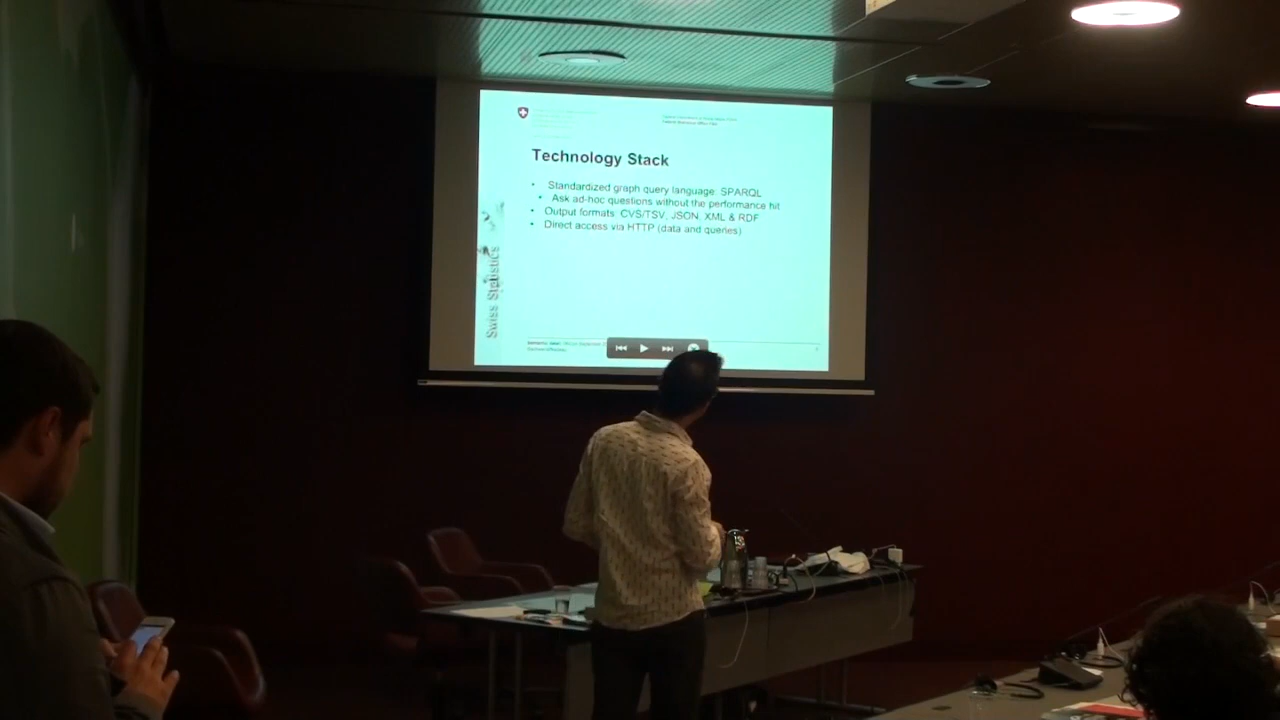 Technology Stack
• Standardized graph query language: SPARQL
• Ask ad-hoc questions without the performance hit
• Output formats: CVS/TSV, JSON, XML & RDF
• Direct access via HTTP (data and queries)
Swiss Statistics